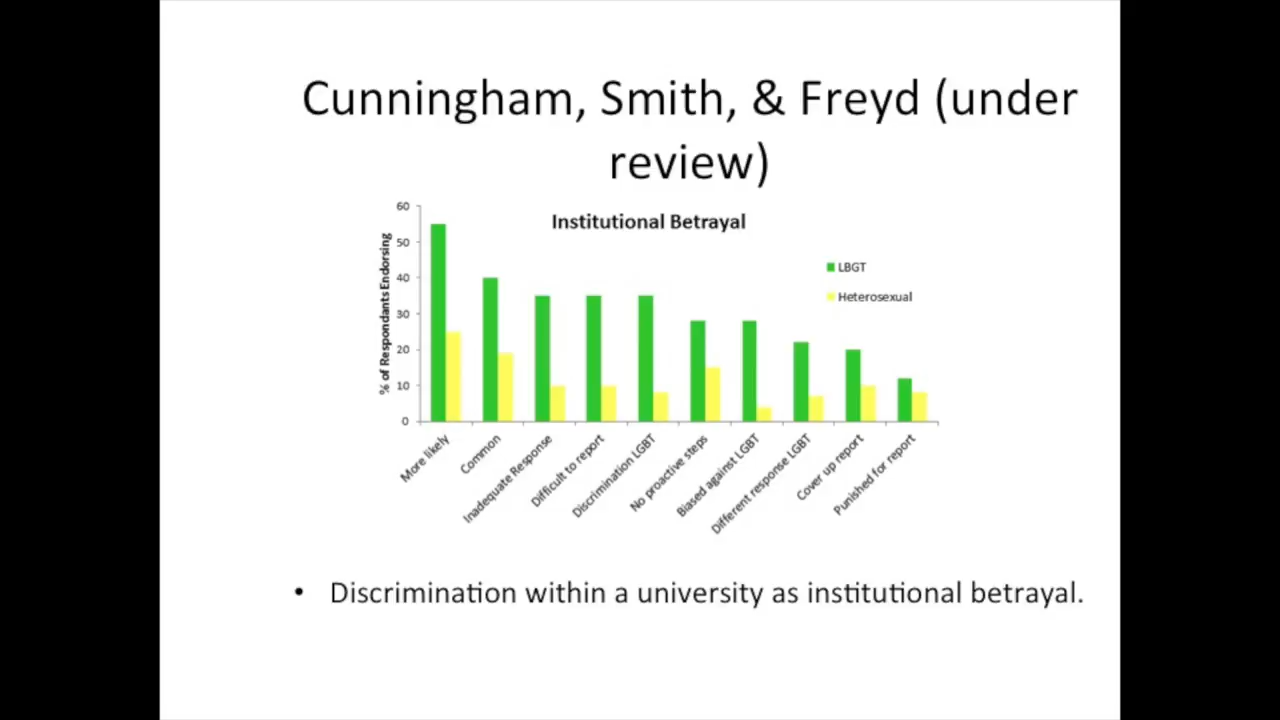 Cunningham, Smith, & Freyd (under
review)
Institutional Betrayal
% of Respondants Endorsing
60
50
40
30
20
10
0
LBGT
Heterosexual
More likely
Common
Inadequate Response
Difficult to report
Discrimination LGBT
No proactive steps
Biased against LGBT
Different response LGBT
Cover up report
Punished for report
• Discrimination within a university as institutional betrayal.